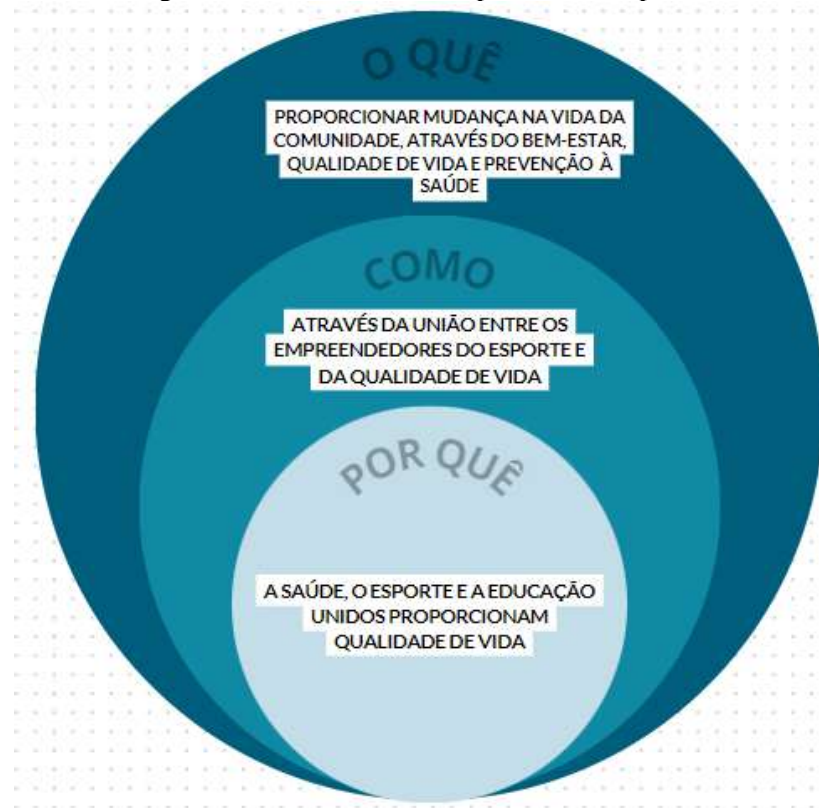 O QUÊ
PROPORCIONAR MUDANÇA NA VIDA DA
COMUNIDADE, ATRAVÉS DO BEM-ESTAR,
QUALIDADE DE VIDA E PREVENÇÃO À
SAÚDE
COMO
ATRAVÉS DA UNIÃO ENTRE OS
EMPREENDEDORES DO ESPORTE E
DA QUALIDADE DE VIDA
POR QUÊ
A SAÚDE, O ESPORTE E A EDUCAÇÃO
UNIDOS PROPORCIONAM
QUALIDADE DE VIDA